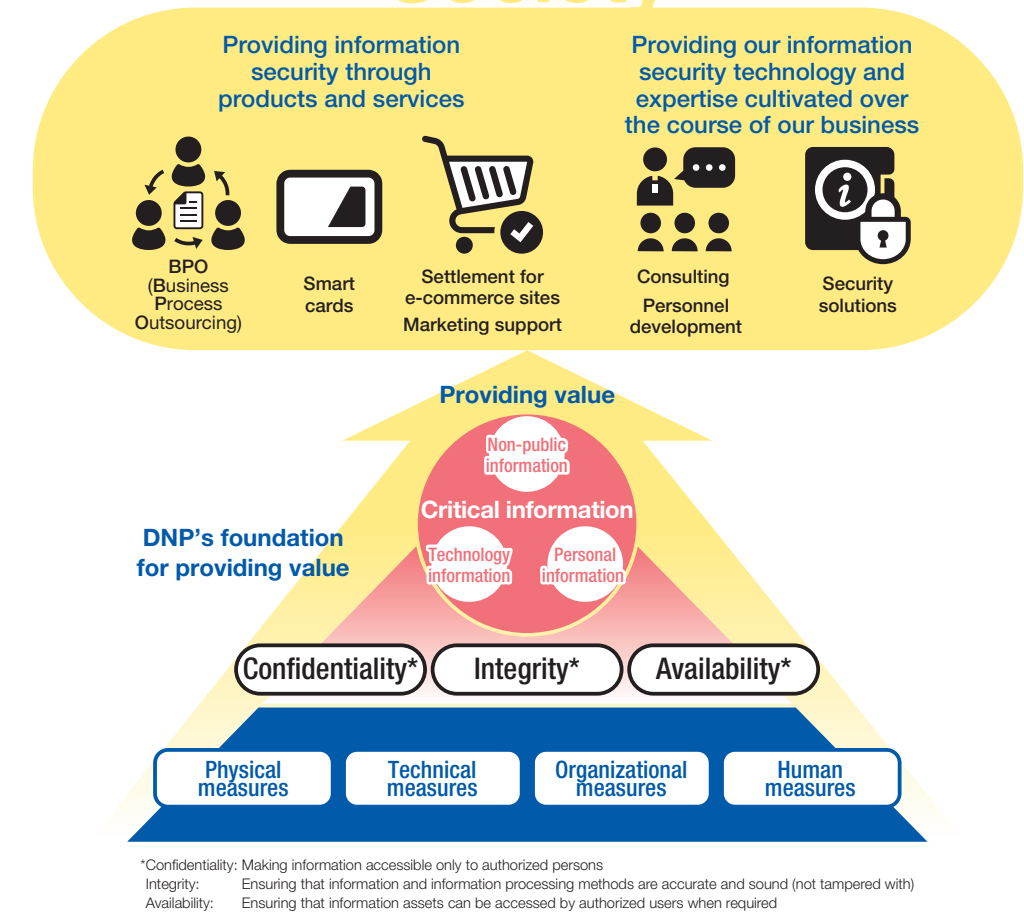 Society
Providing information
security through
products and services
Providing our information
security technology and
expertise cultivated over
the course of our business
BPO
(Business
Process
Outsourcing)
Smart
cards
Settlement for
e-commerce sites
Marketing support
Consulting
Personnel
development
Security
solutions
Providing value
Non-public
information
Critical information
Technology
information
Personal
information
DNP’s foundation
for providing value
Confidentiality*
Integrity*
Availability*
Physical
measures
Technical
measures
Organizational
measures
Human
measures
*Confidentiality: Making information accessible only to authorized persons
Integrity: Ensuring that information and information processing methods are accurate and sound (not tampered with)
Availability: Ensuring that information assets can be accessed by authorized users when required